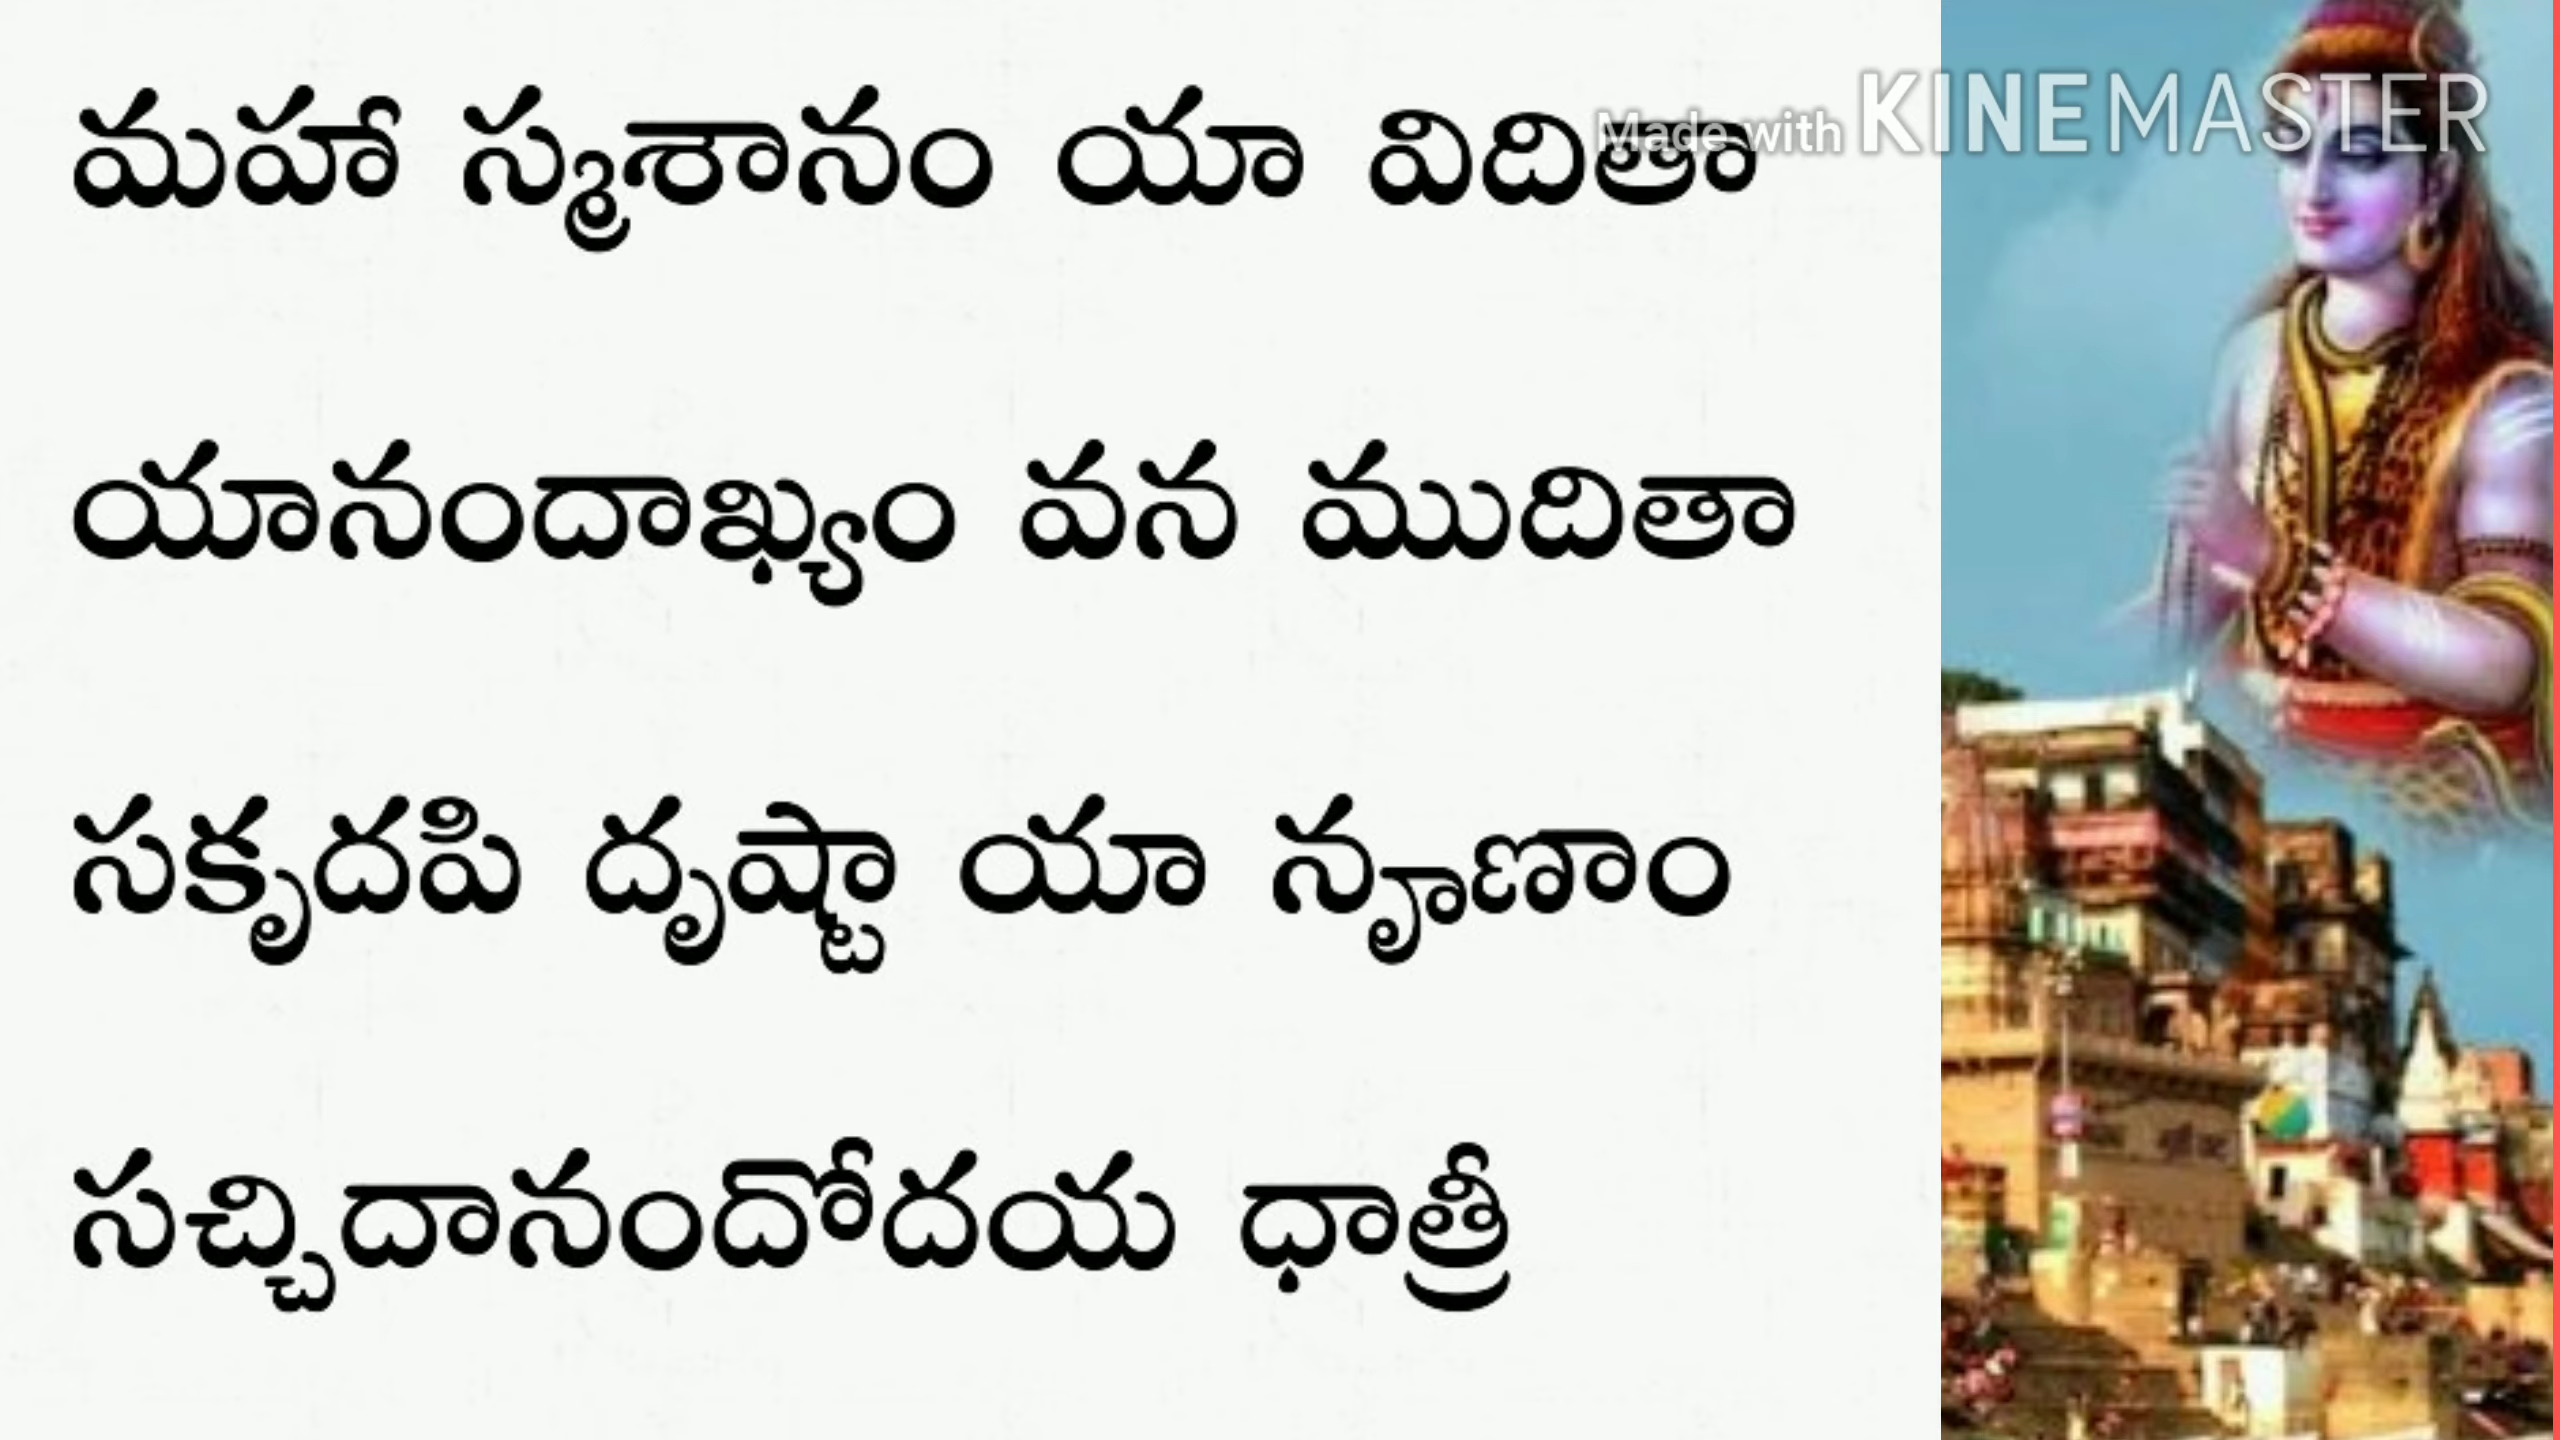 మహా స్మశానం యా విదితా
Made with KINEMASTER
యానందాఖ్యం వన ముదితా
సకృదపి దృష్టా యా నౄణాం
సచ్చిదానందోదయ ధాత్రీ